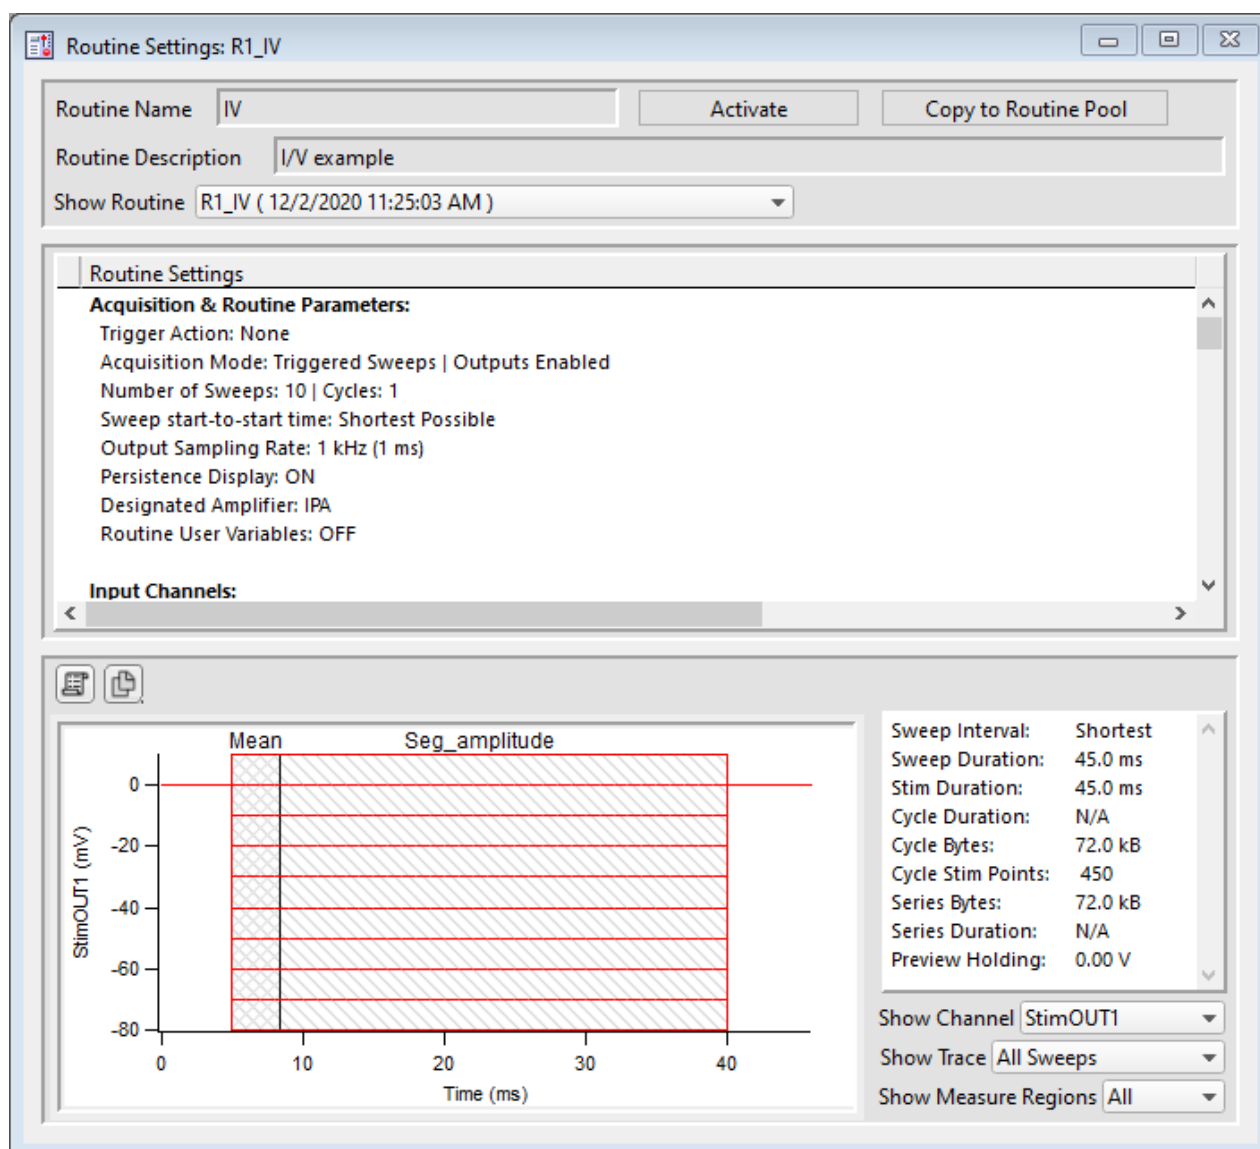 Routine Settings: R1_IV
Routine Name IV Activate Copy to Routine Pool
Routine Description I/V example
Show Routine R1_IV ( 12/2/2020 11:25:03 AM )
Routine Settings
Acquisition & Routine Parameters:
Trigger Action: None
Acquisition Mode: Triggered Sweeps | Outputs Enabled
Number of Sweeps: 10 | Cycles: 1
Sweep start-to-start time: Shortest Possible
Output Sampling Rate: 1 kHz (1 ms)
Persistence Display: ON
Designated Amplifier: IPA
Routine User Variables: OFF
Input Channels:
Mean Seg_amplitude
0
-20
-40
-60
-80
StimOUT1 (mV)
0 10 20 30 40
Time (ms)
Sweep Interval: Shortest
Sweep Duration: 45.0 ms
Stim Duration: 45.0 ms
Cycle Duration: N/A
Cycle Bytes: 72.0 kB
Cycle Stim Points: 450
Series Bytes: 72.0 kB
Series Duration: N/A
Preview Holding: 0.00 V
Show Channel StimOUT1
Show Trace All Sweeps
Show Measure Regions All